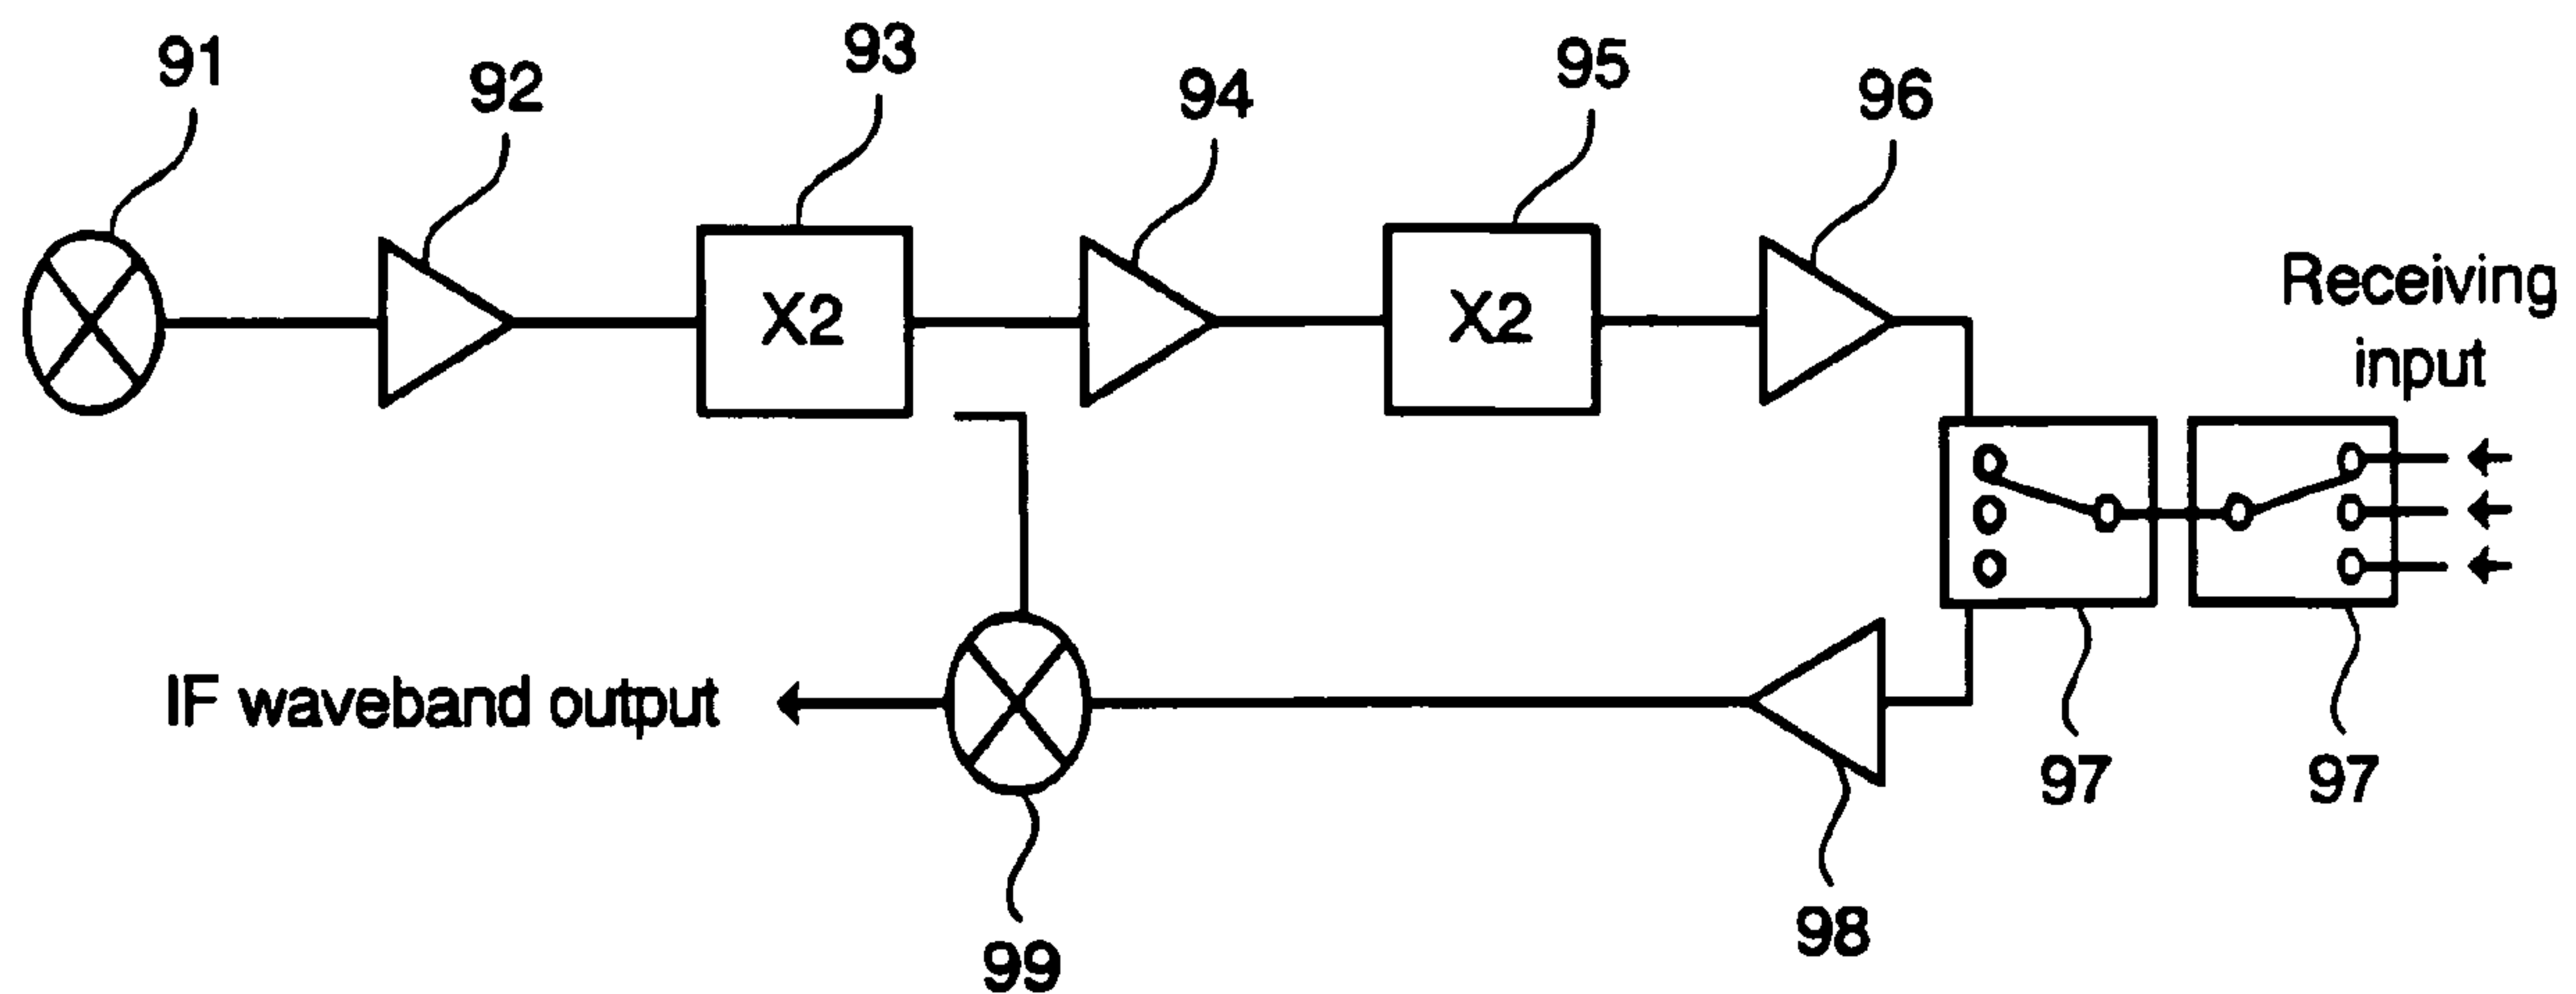 91
92
93
94
95
96
X2
X2
Receiving
input
IF waveband output
97
97
98
99